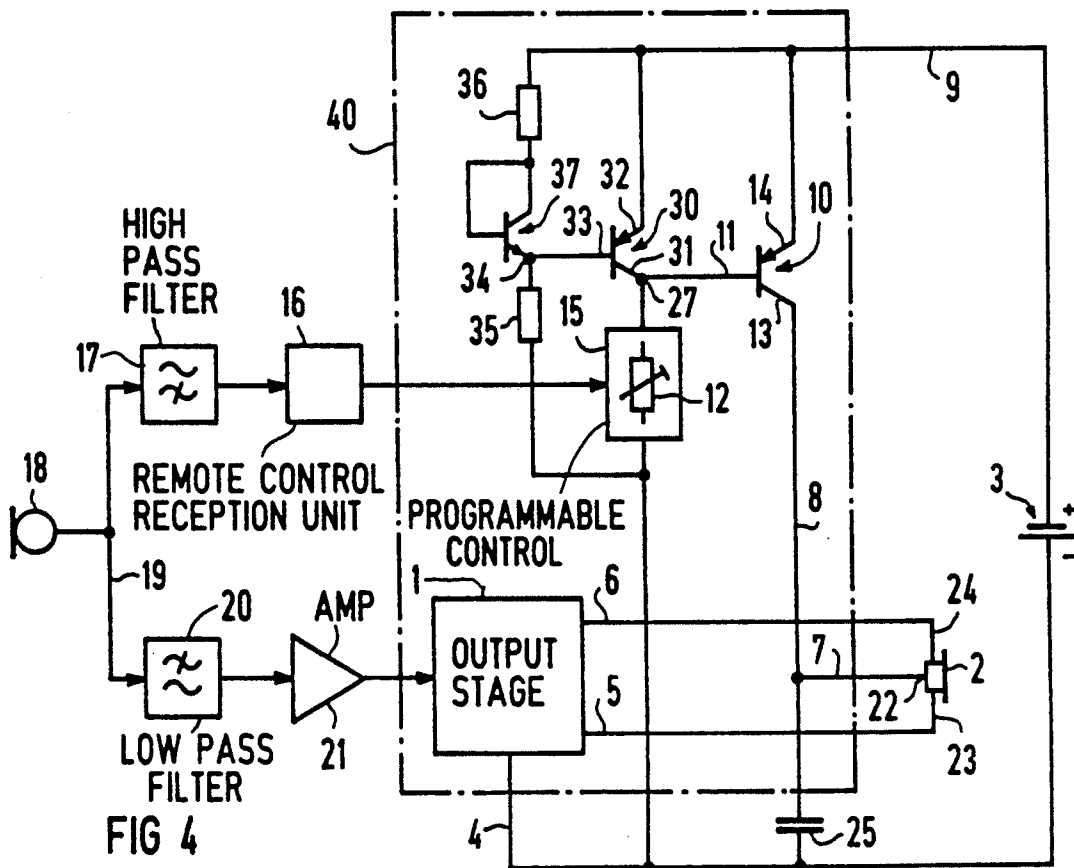 36
9
40
37
32
30
14
10
33
31
11
HIGH
PASS
FILTER
16
34
27
13
17
35
15
12
18
REMOTE CONTROL
RECEPTION UNIT
PROGRAMMABLE
CONTROL
8
3
+
-
19
1
6
24
20
AMP
OUTPUT
STAGE
7
2
22
5
21
23
LOW PASS
FILTER
4
25
FIG 4